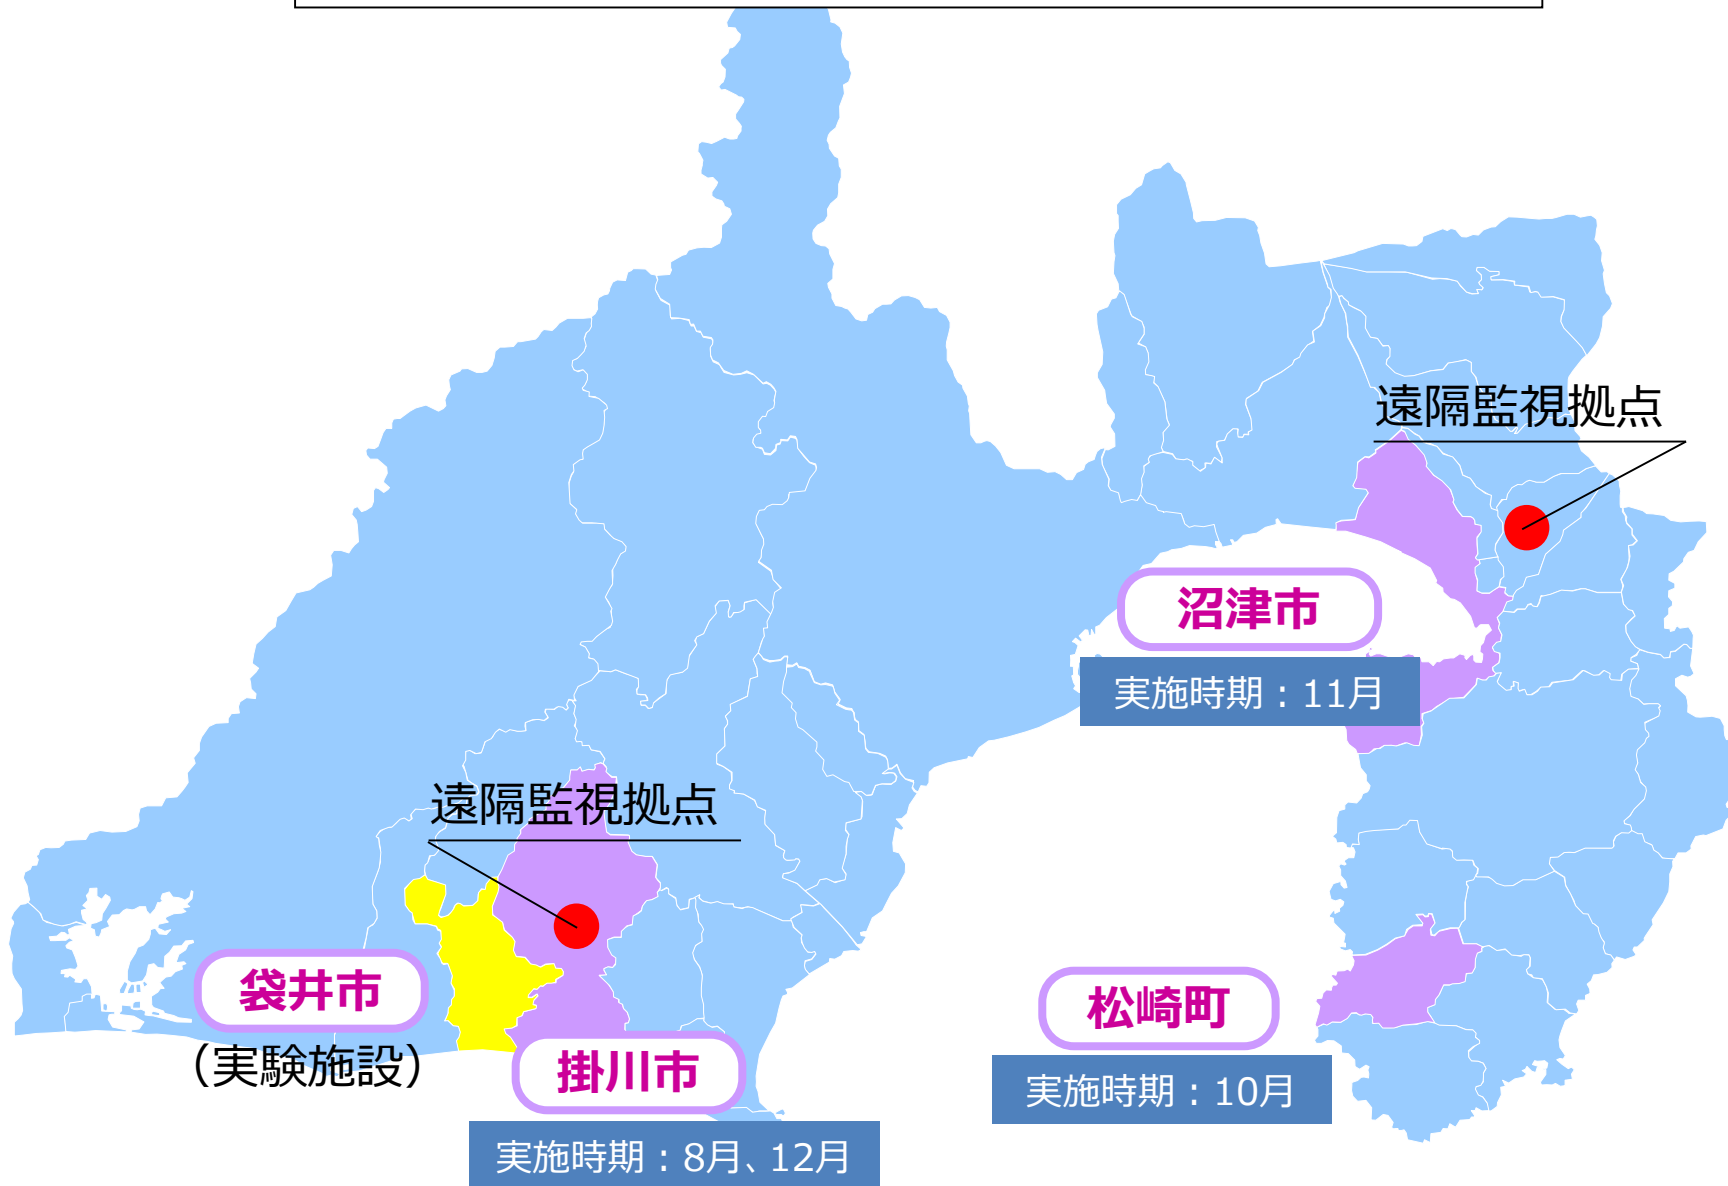 遠隔監視拠点
沼津市
実施時期：11月
遠隔監視拠点
袋井市
（実験施設）
掛川市
実施時期：8月、12月
松崎町
実施時期：10月